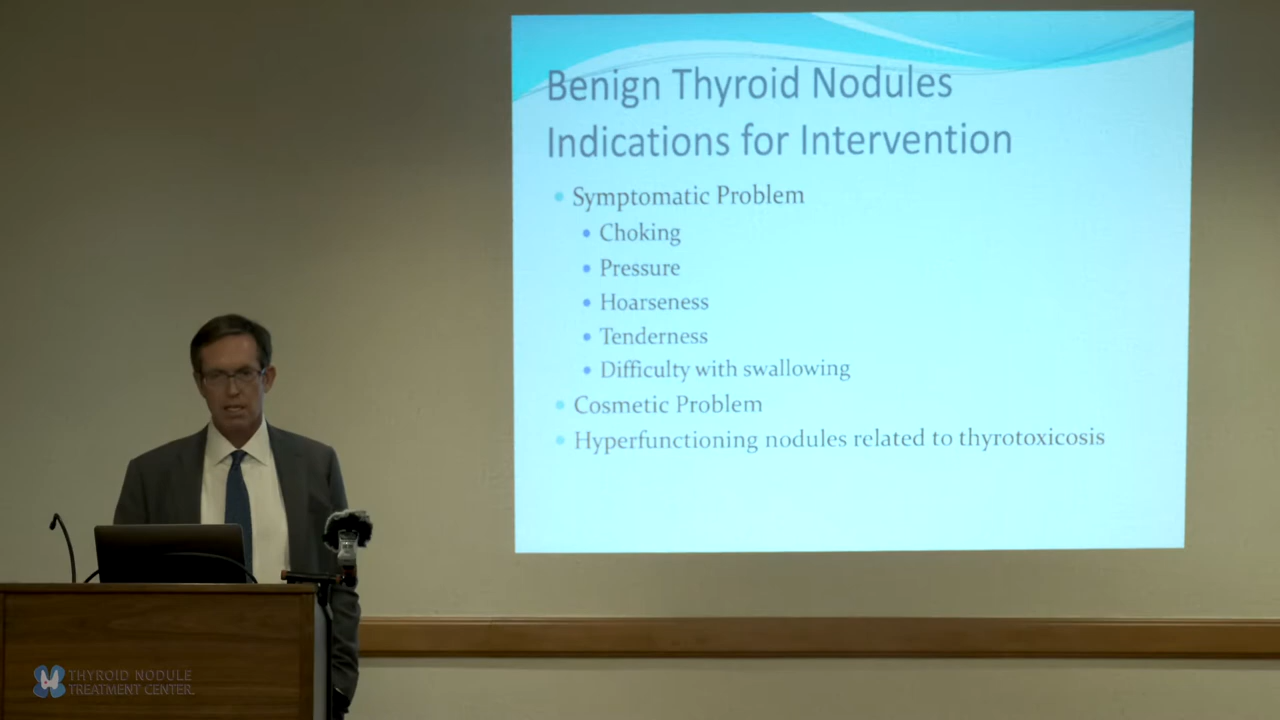 Benign Thyroid Nodules
Indications for Intervention
Symptomatic Problem
Choking
Pressure
Hoarseness
Tenderness
Difficulty with swallowing
Cosmetic Problem
Hyperfunctioning nodules related to thyrotoxicosis
THYROID NODULE
TREATMENT CENTER.